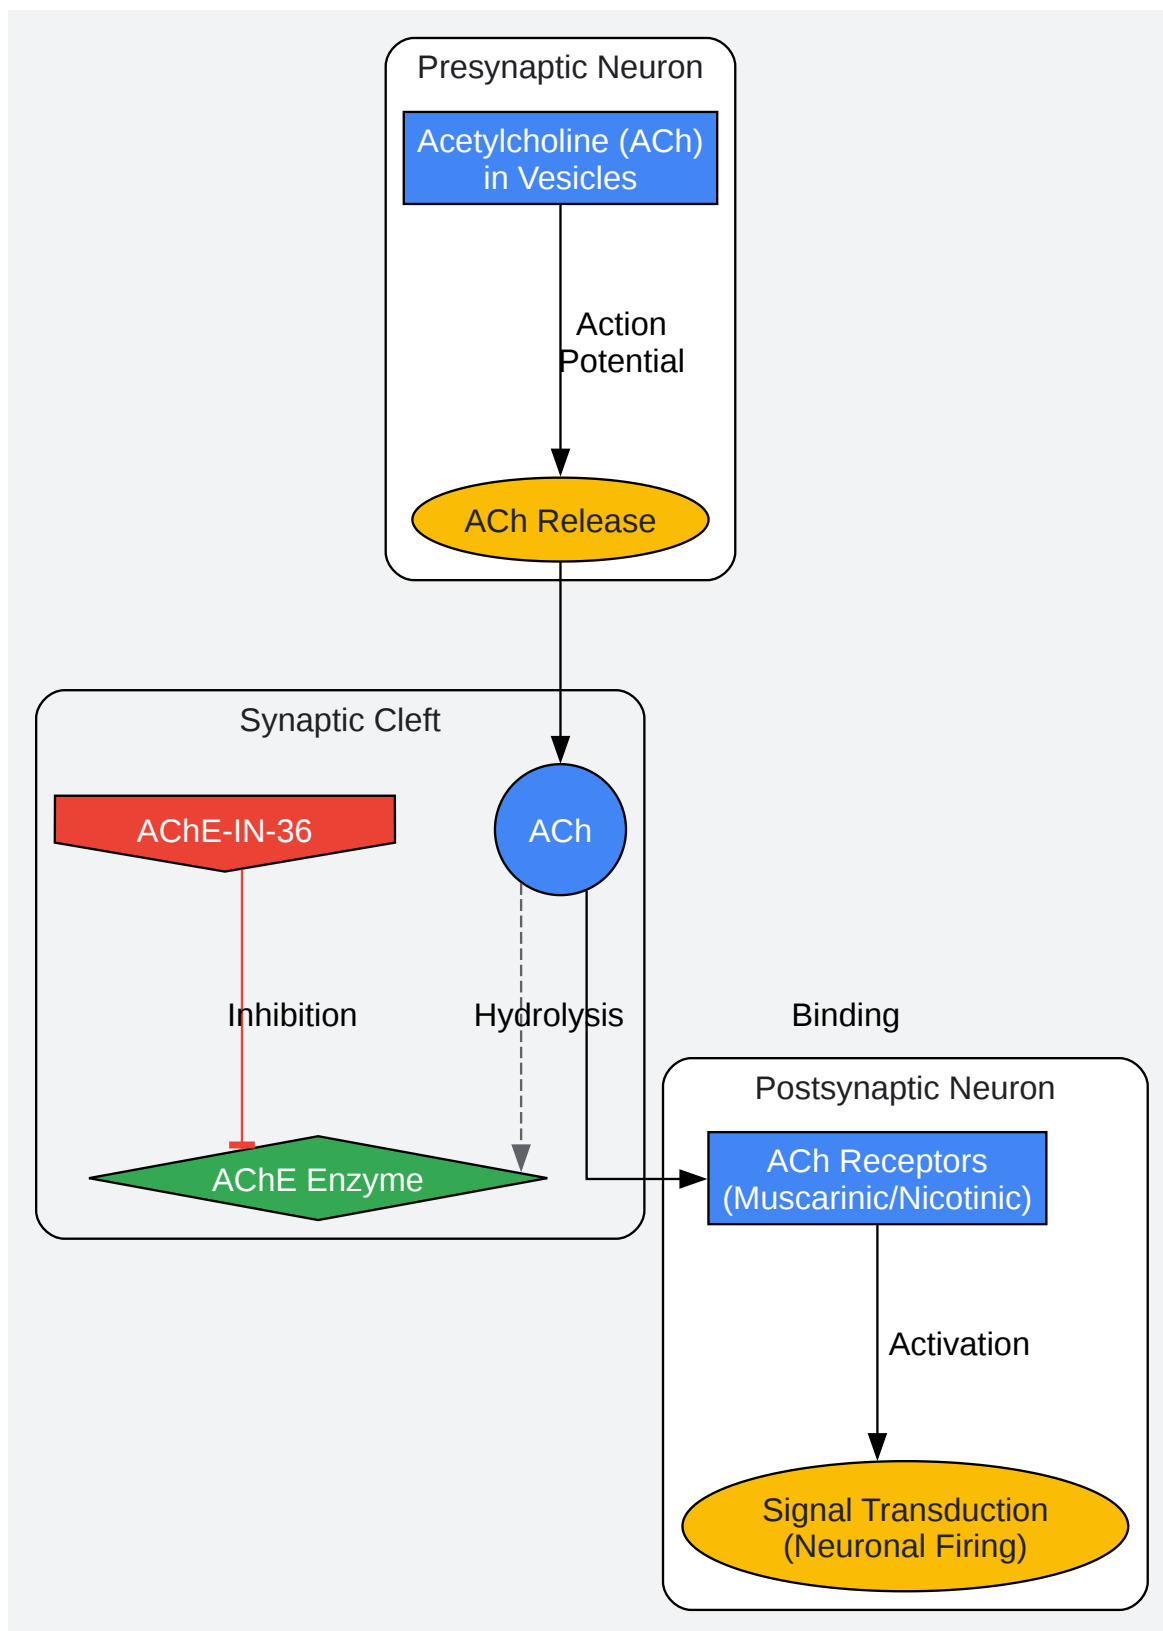 Presynaptic Neuron
Acetylcholine (ACh)
in Vesicles
Action
Potential
ACh Release
Synaptic Cleft
AChE-IN-36
ACh
Inhibition
Hydrolysis
Binding
AChE Enzyme
Postsynaptic Neuron
ACh Receptors
(Muscarinic/Nicotinic)
Activation
Signal Transduction
(Neuronal Firing)